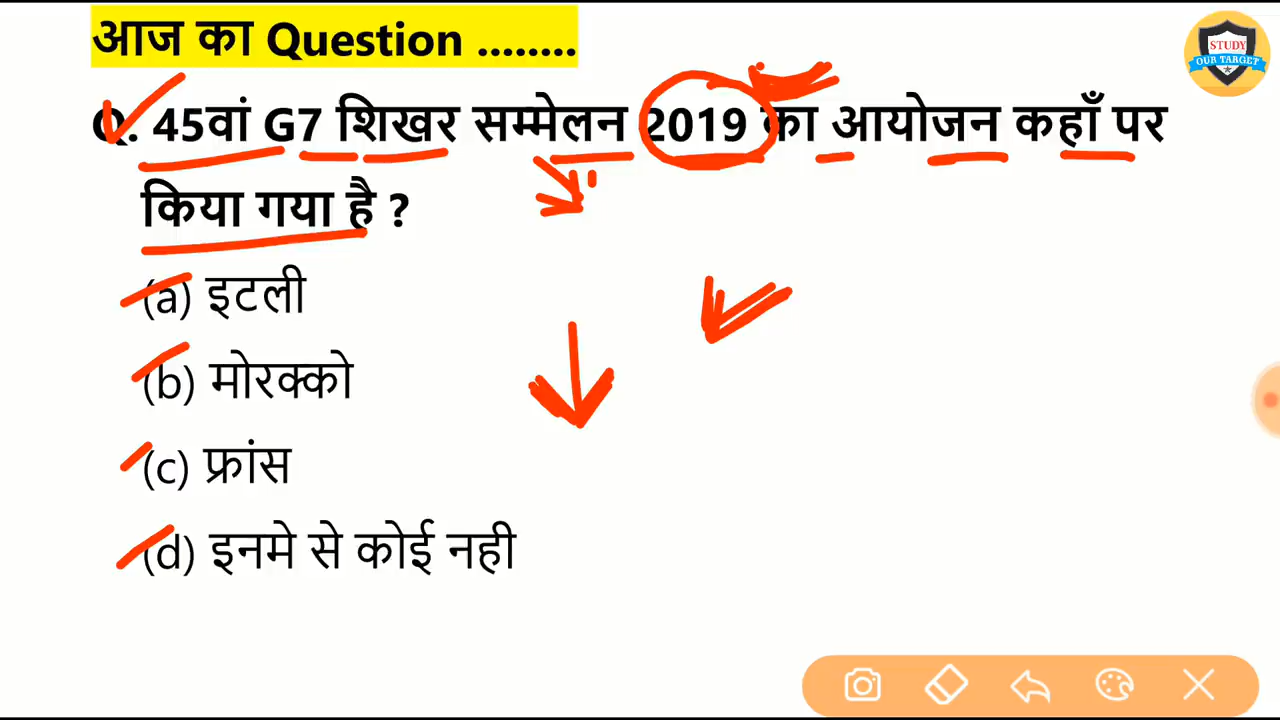 आज का Question ........
STUDY
OUR TARGET
Q. 45वां G7 शिखर सम्मेलन 2019 का आयोजन कहाँ पर
किया गया है ?
(a) इटली
(b) मोरक्को
(c) फ्रांस
(d) इनमे से कोई नही